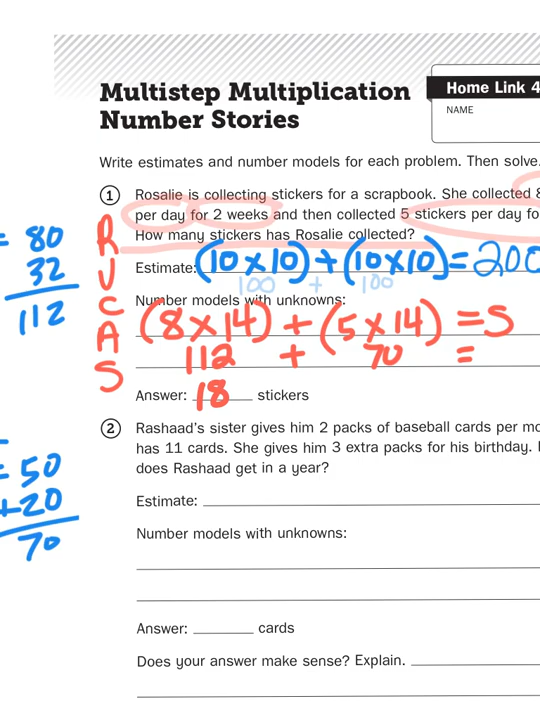 Multistep Multiplication
Number Stories
Home Link 4
NAME
Write estimates and number models for each problem. Then solve.
1 Rosalie is collecting stickers for a scrapbook. She collected 8
per day for 2 weeks and then collected 5 stickers per day fo
How many stickers has Rosalie collected?
Estimate: (10 x 10) + (10 x 10) = 200
100 + 100
Number models with unknowns:
(8 x 14) + (5 x 14) = S
112 + 70 =
Answer: 18 stickers
R
U
C
A
S
= 80
32
112
2 Rashaad's sister gives him 2 packs of baseball cards per mo
has 11 cards. She gives him 3 extra packs for his birthday.
does Rashaad get in a year?
= 50
+20
70
Estimate:
Number models with unknowns:
Answer: cards
Does your answer make sense? Explain.